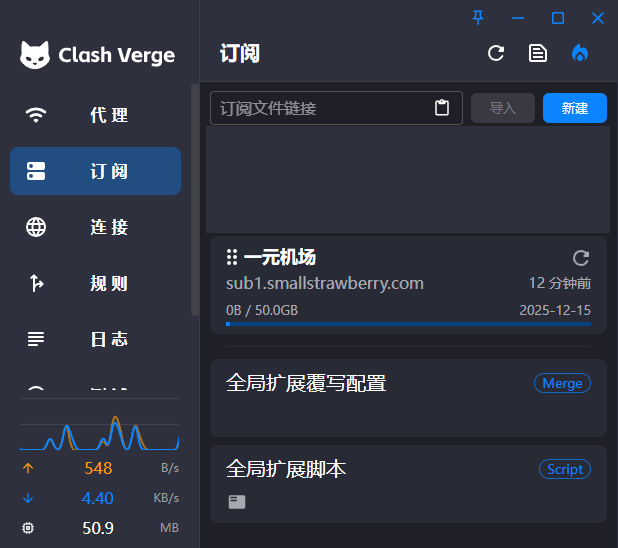 Clash Verge
代理
订阅
连接
规则
日志
548 B/s
4.40 KB/s
50.9 MB
订阅
订阅文件链接
导入
新建
一元机场
sub1.smallstrawberry.com
12 分钟前
0B / 50.0GB
2025-12-15
全局扩展覆写配置
Merge
全局扩展脚本
Script